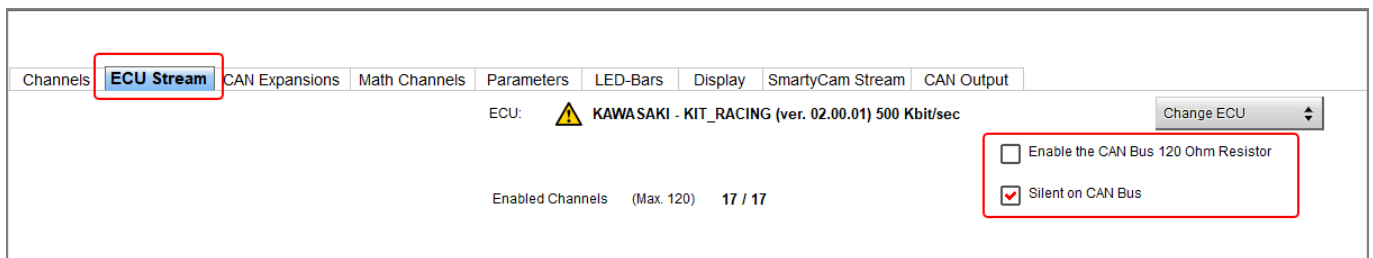 Channels ECU Stream CAN Expansions Math Channels Parameters LED-Bars Display SmartyCam Stream CAN Output
ECU: KAWASAKI - KIT_RACING (ver. 02.00.01) 500 Kbit/sec Change ECU
Enable the CAN Bus 120 Ohm Resistor
Enabled Channels (Max. 120) 17 / 17 Silent on CAN Bus